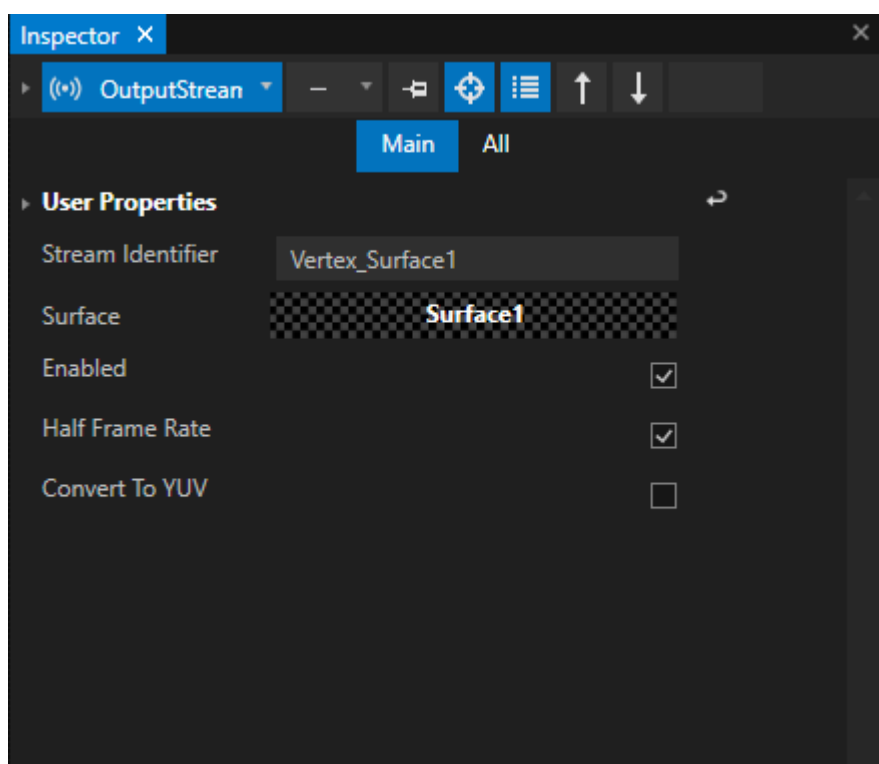 Inspector
OutputStrean
Main All
User Properties
Stream Identifier Vertex_Surface1
Surface Surface1
Enabled
Half Frame Rate
Convert To YUV